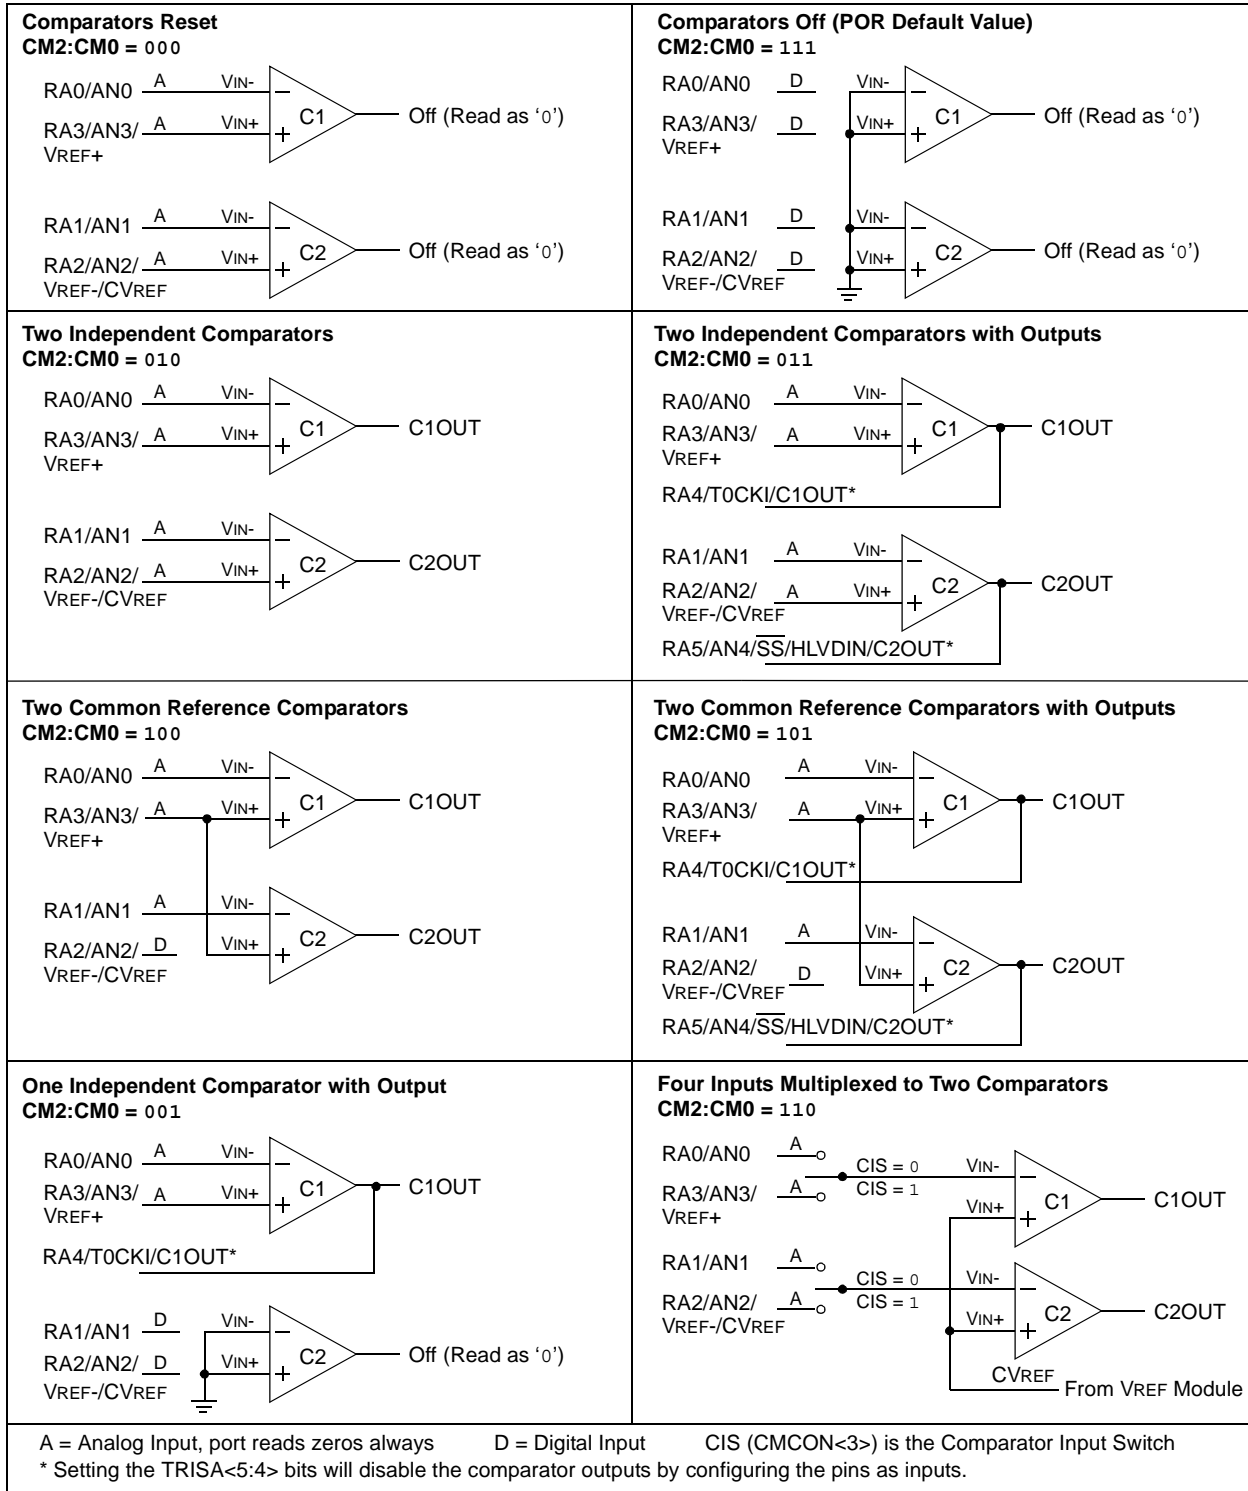 Comparators Reset
CM2:CM0 = 000
RA0/AN0 A VIN-
C1 Off (Read as ‘0’)
RA3/AN3/ A VIN+
VREF+
RA1/AN1 A VIN-
C2 Off (Read as ‘0’)
RA2/AN2/ A VIN+
VREF-/CVREF
Comparators Off (POR Default Value)
CM2:CM0 = 111
RA0/AN0 D VIN-
C1 Off (Read as ‘0’)
RA3/AN3/ D VIN+
VREF+
RA1/AN1 D VIN-
C2 Off (Read as ‘0’)
RA2/AN2/ D VIN+
VREF-/CVREF
Two Independent Comparators
CM2:CM0 = 010
RA0/AN0 A VIN-
C1 C1OUT
RA3/AN3/ A VIN+
VREF+
RA1/AN1 A VIN-
C2 C2OUT
RA2/AN2/ A VIN+
VREF-/CVREF
Two Independent Comparators with Outputs
CM2:CM0 = 011
RA0/AN0 A VIN-
C1 C1OUT
RA3/AN3/ A VIN+
VREF+
RA4/T0CKI/C1OUT*
RA1/AN1 A VIN-
C2 C2OUT
RA2/AN2/ A VIN+
VREF-/CVREF
RA5/AN4/SS/HLVDIN/C2OUT*
Two Common Reference Comparators
CM2:CM0 = 100
RA0/AN0 A VIN-
C1 C1OUT
RA3/AN3/ A VIN+
VREF+
RA1/AN1 A VIN-
C2 C2OUT
RA2/AN2/ D VIN+
VREF-/CVREF
Two Common Reference Comparators with Outputs
CM2:CM0 = 101
RA0/AN0 A VIN-
C1 C1OUT
RA3/AN3/ A VIN+
VREF+
RA4/T0CKI/C1OUT*
RA1/AN1 A VIN-
C2 C2OUT
RA2/AN2/ D VIN+
VREF-/CVREF
RA5/AN4/SS/HLVDIN/C2OUT*
One Independent Comparator with Output
CM2:CM0 = 001
RA0/AN0 A VIN-
C1 C1OUT
RA3/AN3/ A VIN+
VREF+
RA4/T0CKI/C1OUT*
RA1/AN1 D VIN-
C2 Off (Read as ‘0’)
RA2/AN2/ D VIN+
VREF-/CVREF
Four Inputs Multiplexed to Two Comparators
CM2:CM0 = 110
RA0/AN0 A
CIS = 0 VIN-
RA3/AN3/ A CIS = 1
C1 C1OUT
VREF+ VIN+
RA1/AN1 A
CIS = 0 VIN-
RA2/AN2/ A CIS = 1
C2 C2OUT
VREF-/CVREF VIN+
CVREF
From VREF Module
A = Analog Input, port reads zeros always D = Digital Input CIS (CMCON<3>) is the Comparator Input Switch
* Setting the TRISA<5:4> bits will disable the comparator outputs by configuring the pins as inputs.